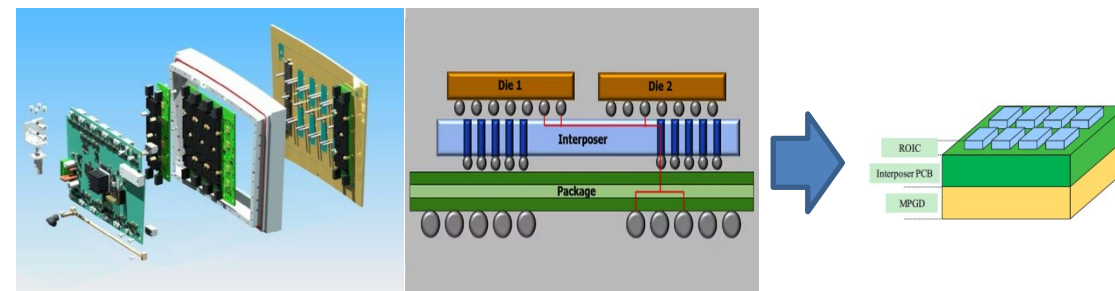 Die 1
Die 2
Interposer
Package
ROIC
Interposer PCB
MPGD